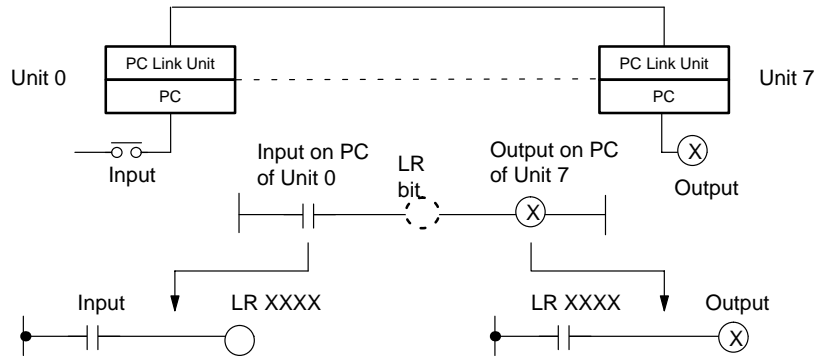 Unit 0
PC Link Unit
PC
PC Link Unit
PC
Unit 7
Input
Input on PC
of Unit 0
LR
bit
Output on PC
of Unit 7
X
Output
X
Input
LR XXXX
LR XXXX
Output
X